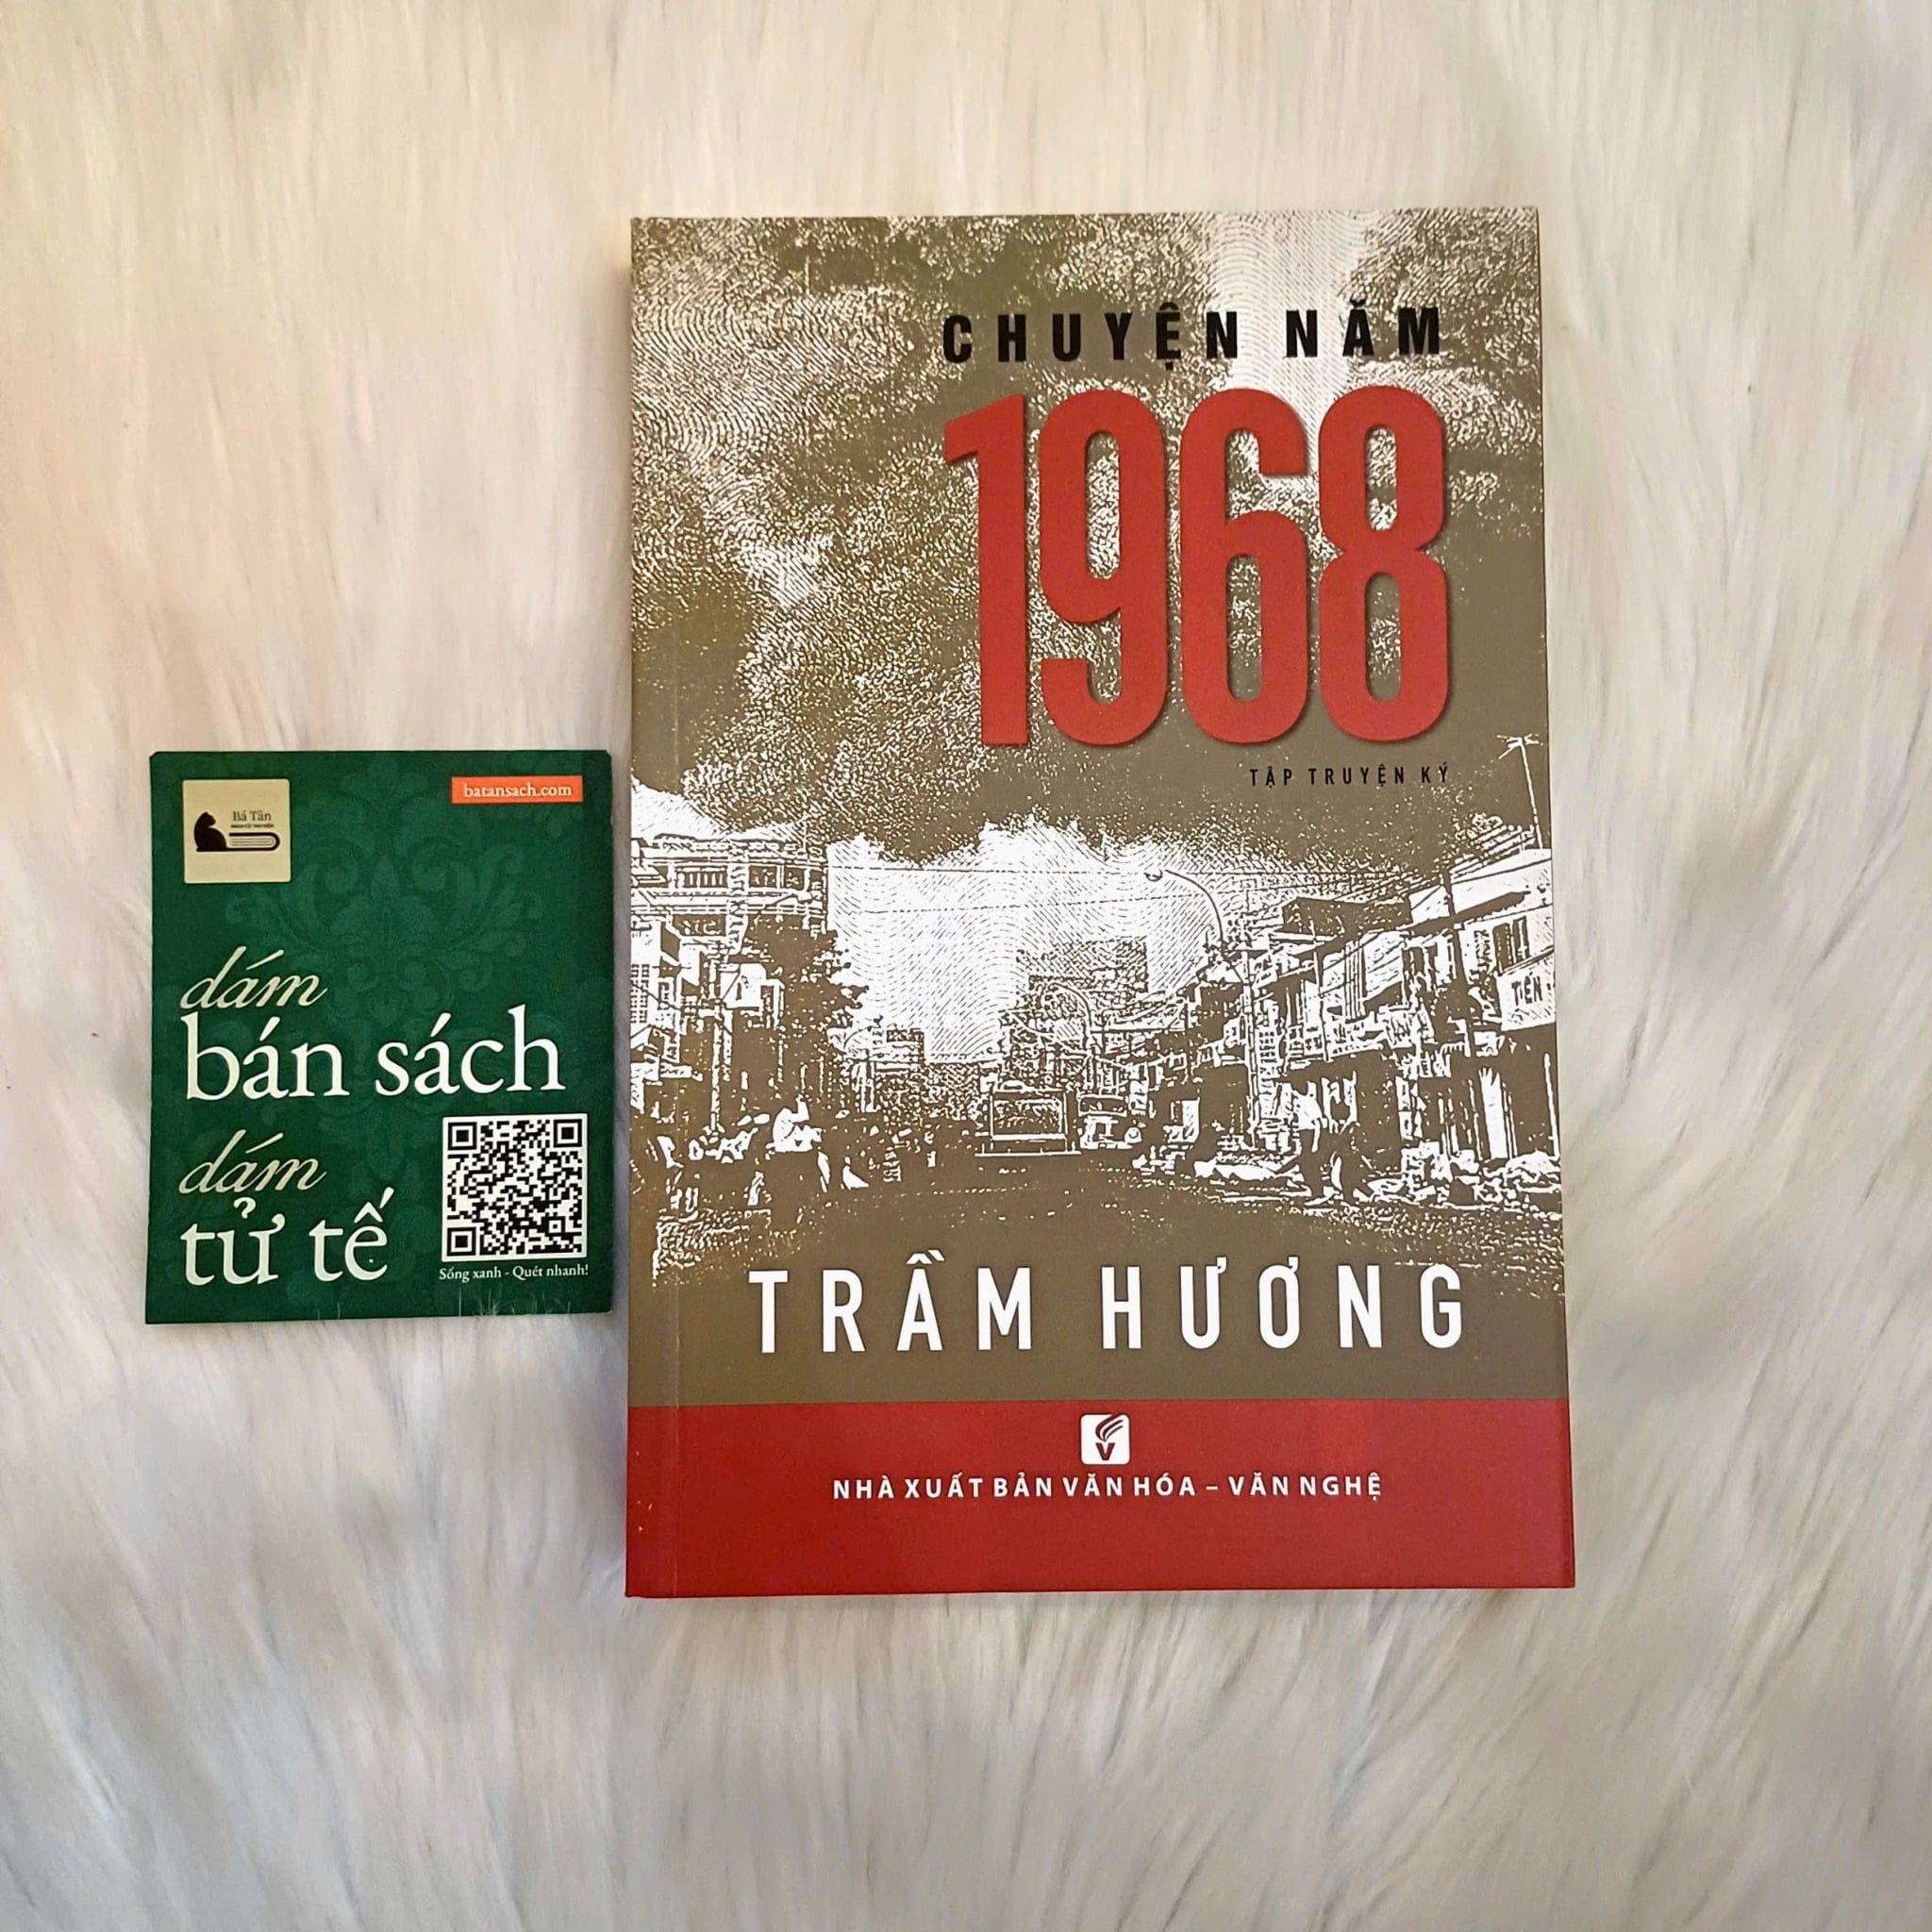 Bá Tân
batansach.com
dám
bán sách
dám
tử tế
Sống xanh - Quét nhanh!
CHUYỆN NĂM
1968
TẬP TRUYỆN KÝ
TIẾN
TRẦM HƯƠNG
NHÀ XUẤT BẢN VĂN HÓA – VĂN NGHỆ